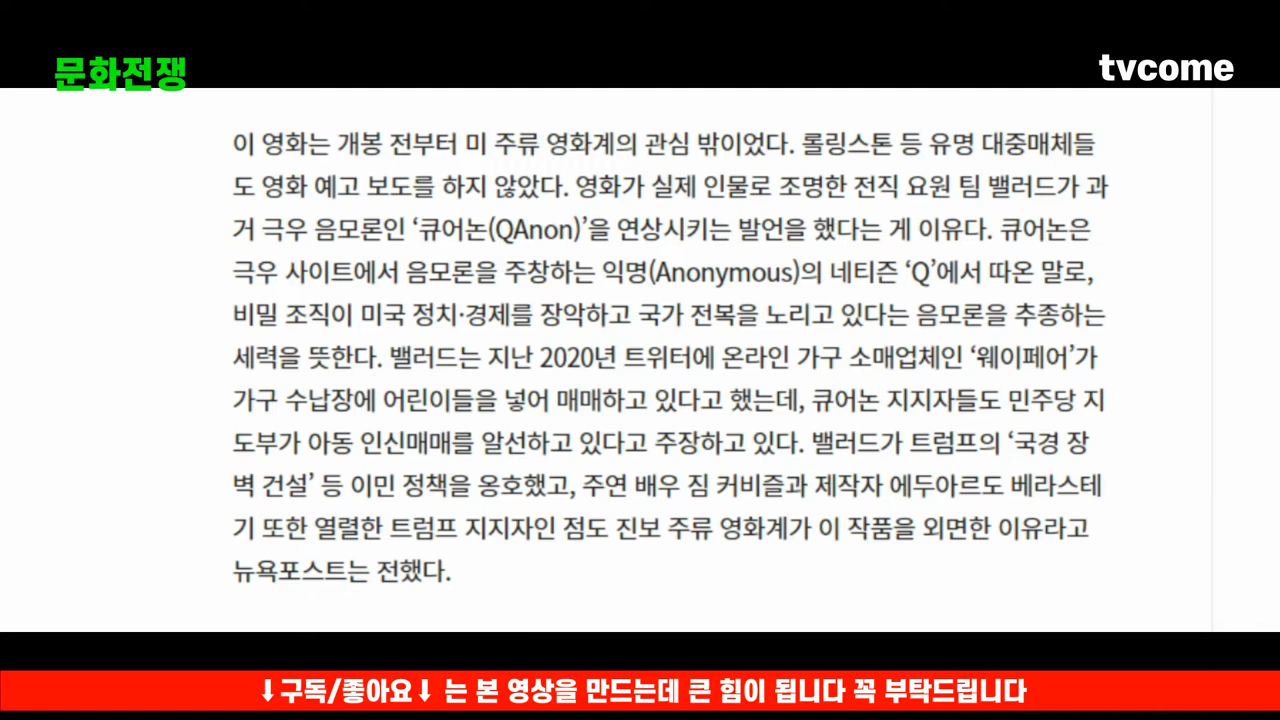 문화전쟁
tvcome
이 영화는 개봉 전부터 미 주류 영화계의 관심 밖이었다. 롤링스톤 등 유명 대중매체들
도 영화 예고 보도를 하지 않았다. 영화가 실제 인물로 조명한 전직 요원 팀 밸러드가 과
거 극우 음모론인 ‘큐어논(QAnon)’을 연상시키는 발언을 했다는 게 이유다. 큐어논은
극우 사이트에서 음모론을 주창하는 익명(Anonymous)의 네티즌 ‘Q’에서 따온 말로,
비밀 조직이 미국 정치·경제를 장악하고 국가 전복을 노리고 있다는 음모론을 추종하는
세력을 뜻한다. 밸러드는 지난 2020년 트위터에 온라인 가구 소매업체인 ‘웨이페어’가
가구 수납장에 어린이들을 넣어 매매하고 있다고 했는데, 큐어논 지지자들도 민주당 지
도부가 아동 인신매매를 알선하고 있다고 주장하고 있다. 밸러드가 트럼프의 ‘국경 장
벽 건설’ 등 이민 정책을 옹호했고, 주연 배우 짐 커비즐과 제작자 에두아르도 베라스테
기 또한 열렬한 트럼프 지지자인 점도 진보 주류 영화계가 이 작품을 외면한 이유라고
뉴욕포스트는 전했다.
↓구독/좋아요↓ 는 본 영상을 만드는데 큰 힘이 됩니다 꼭 부탁드립니다